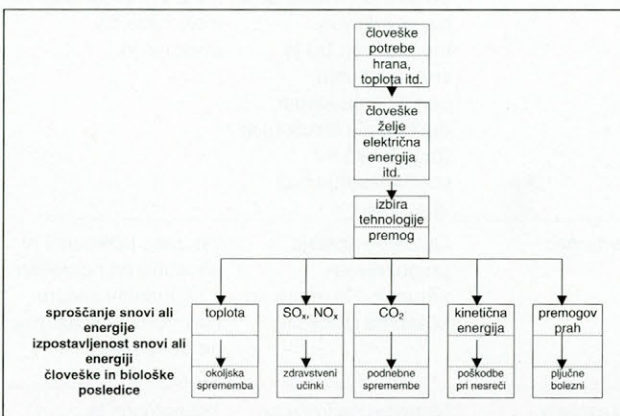 človeške
potrebe
hrana,
toplota itd.
človeške
želje
električna
energija
itd.
izbira
tehnologije
premog
sproščanje snovi ali
energije
toplota
SOₓ, NOₓ
CO₂
kinetična
energija
premogov
prah
izpostavljenost snovi ali
energiji
človeške in biološke
posledice
okoljska
sprememba
zdravstveni
učinki
podnebne
spremembe
poškodbe
pri nesreči
pljučne
bolezni